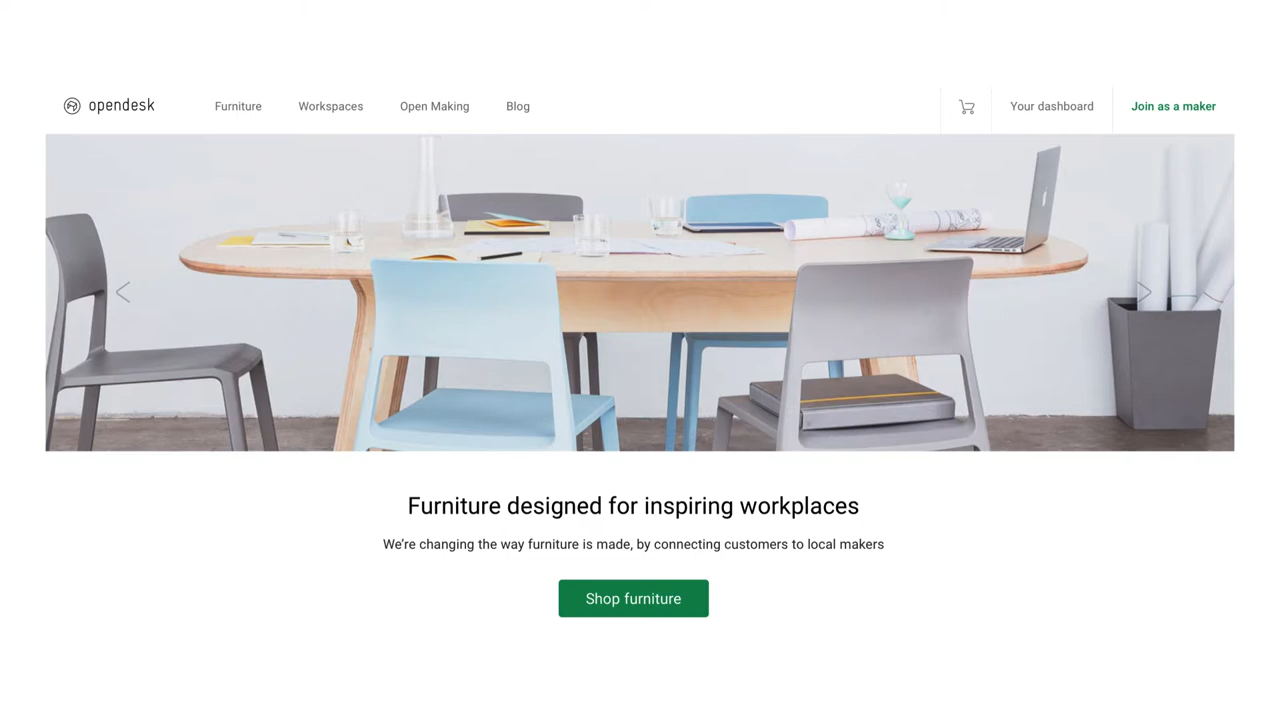 opendesk
Furniture
Workspaces
Open Making
Blog
Your dashboard
Join as a maker
Furniture designed for inspiring workplaces
We're changing the way furniture is made, by connecting customers to local makers
Shop furniture